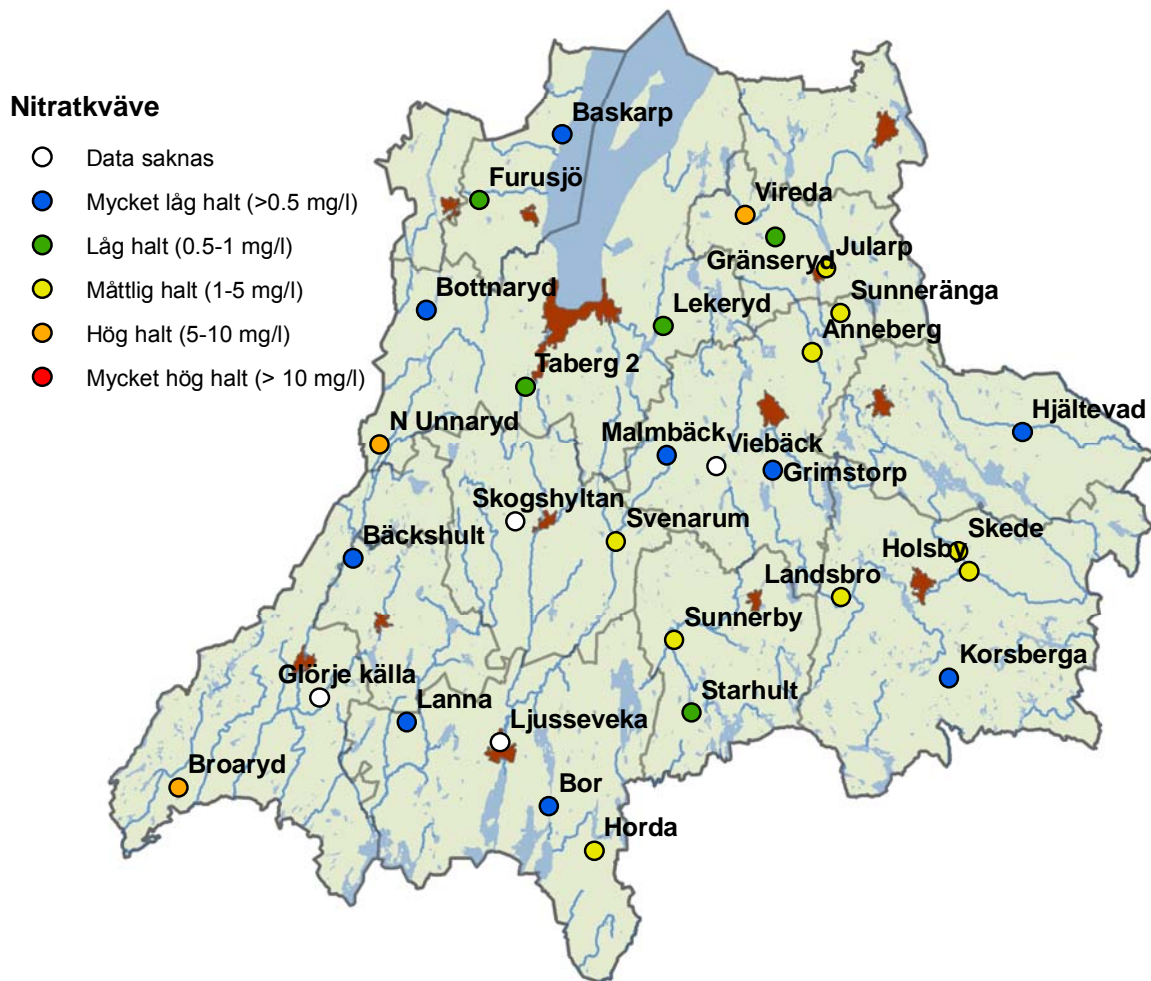 Nitratkväve
Data saknas
Mycket låg halt (>0.5 mg/l)
Låg halt (0.5-1 mg/l)
Måttlig halt (1-5 mg/l)
Hög halt (5-10 mg/l)
Mycket hög halt (> 10 mg/l)
Baskarp
Furusjö
Vireda
Gränseryd
Jularp
Sunneränga
Bottnaryd
Lekeryd
Anneberg
Taberg 2
N Unnaryd
Malmbäck
Viebäck
Hjältevad
Grimstorp
Skogshyltan
Svenarum
Bäckshult
Skede
Holsby
Landsbro
Sunnerby
Korsberga
Glörje källa
Starhult
Lanna
Ljusseveka
Broaryd
Bor
Horda